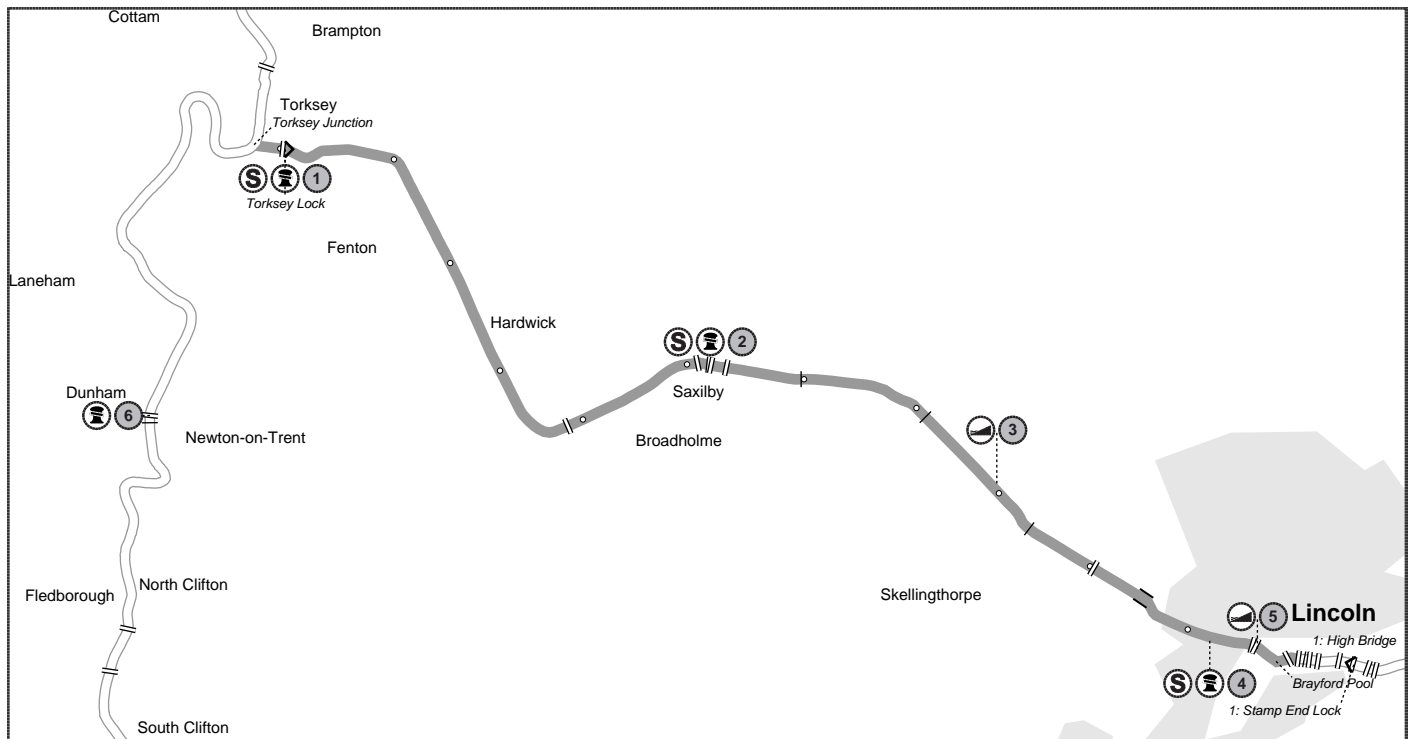 Cottam
Brampton
Torksey
Torksey Junction
S 1
Torksey Lock
Fenton
Laneham
Hardwick
S 2
Saxilby
Dunham
6
Newton-on-Trent
Broadholme
3
Fledborough
North Clifton
Skellingthorpe
5 Lincoln
1: High Bridge
S 4
Brayford Pool
1: Stamp End Lock
South Clifton